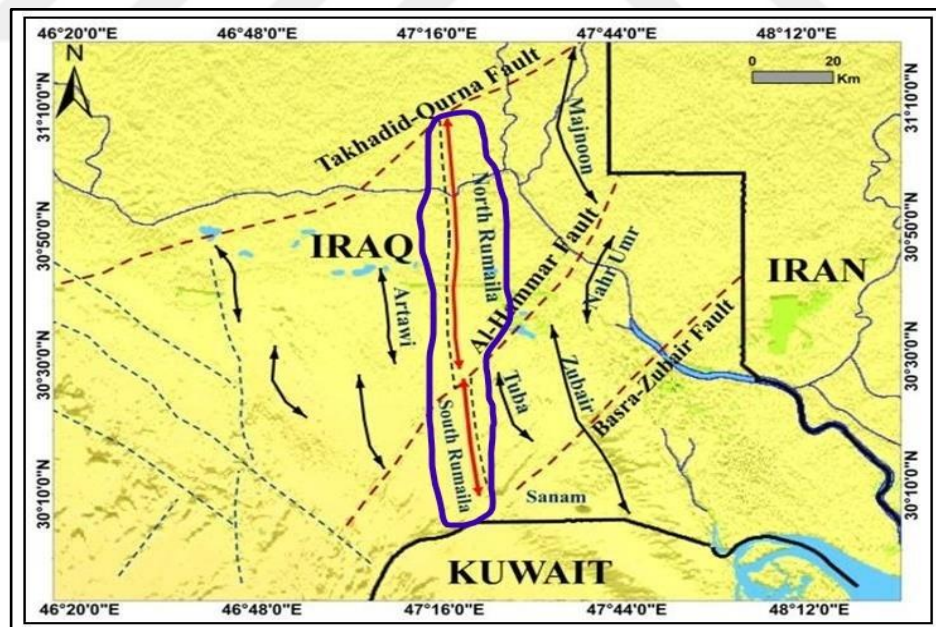 46°20'0"E 46°48'0"E 47°16'0"E 47°44'0"E 48°12'0"E
N
0 20
Km
31°10'0"N
31°10'0"N
Takhadid-Qurna Fault
Majnoon
North Rumaila
30°50'0"N
30°50'0"N
IRAQ
Al-Hammar Fault
Nahr Umr
IRAN
Artawi
30°30'0"N
30°30'0"N
Tuba
Zubair
Basra-Zubair Fault
South Rumaila
30°10'0"N
30°10'0"N
Sanam
KUWAIT
46°20'0"E 46°48'0"E 47°16'0"E 47°44'0"E 48°12'0"E